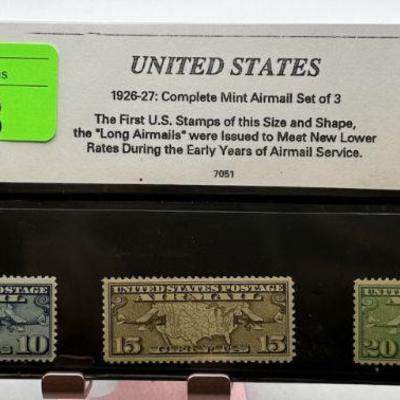 UNITED STATES
1926-27: Complete Mint Airmail Set of 3
The First U.S. Stamps of this Size and Shape,
the "Long Airmails" were Issued to Meet New Lower
Rates During the Early Years of Airmail Service.
7051
UNITED STATES POSTAGE
AIR MAIL
10
15 CENTS 15
20